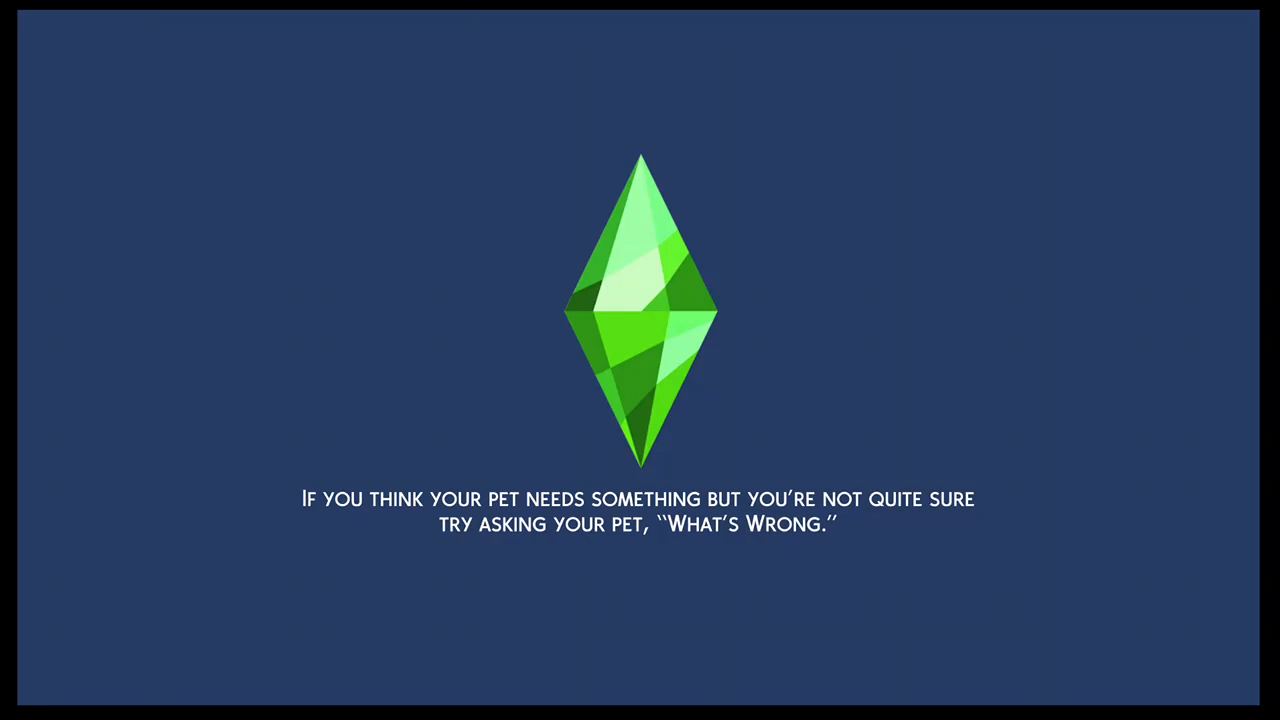 If you think your pet needs something but you're not quite sure
try asking your pet, ``What's Wrong.''